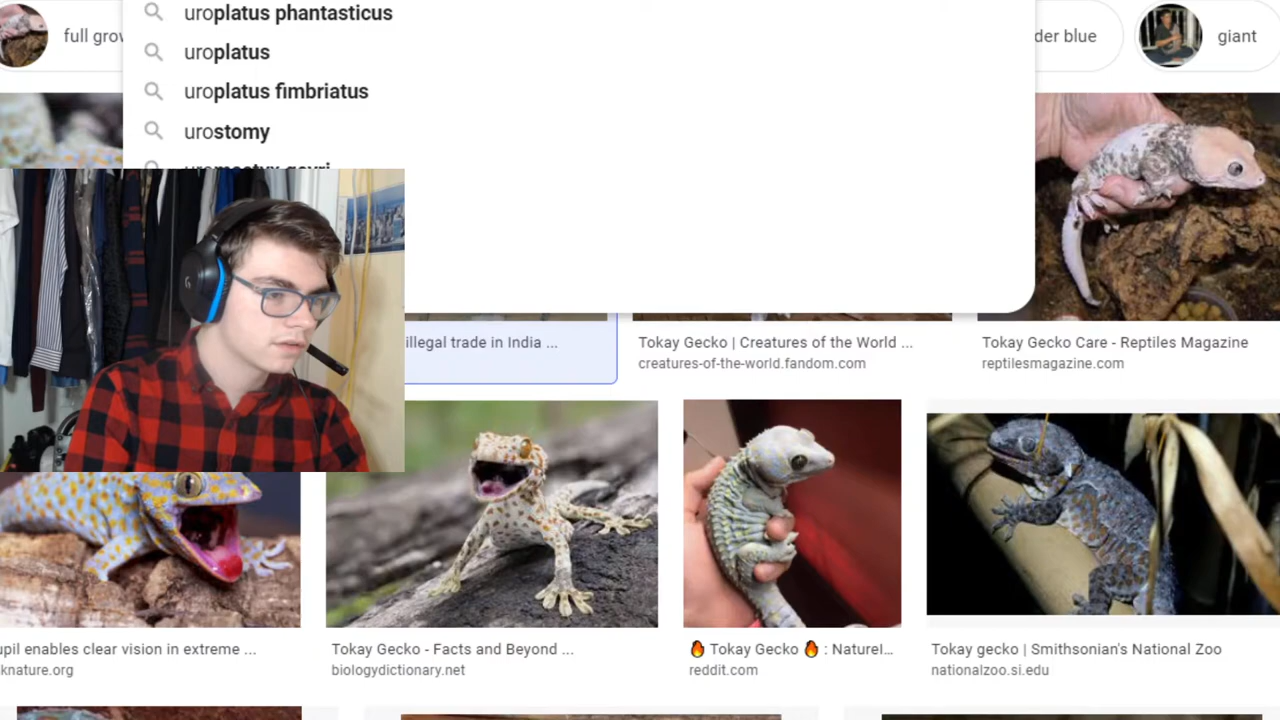 full grov
der blue
giant
uroplatus phantasticus
uroplatus
uroplatus fimbriatus
urostomy
illegal trade in India ...
Tokay Gecko | Creatures of the World ...
creatures-of-the-world.fandom.com
Tokay Gecko Care - Reptiles Magazine
reptilesmagazine.com
upil enables clear vision in extreme ...
knature.org
Tokay Gecko - Facts and Beyond ...
biologydictionary.net
🔥 Tokay Gecko 🔥 : NatureI...
reddit.com
Tokay gecko | Smithsonian's National Zoo
nationalzoo.si.edu